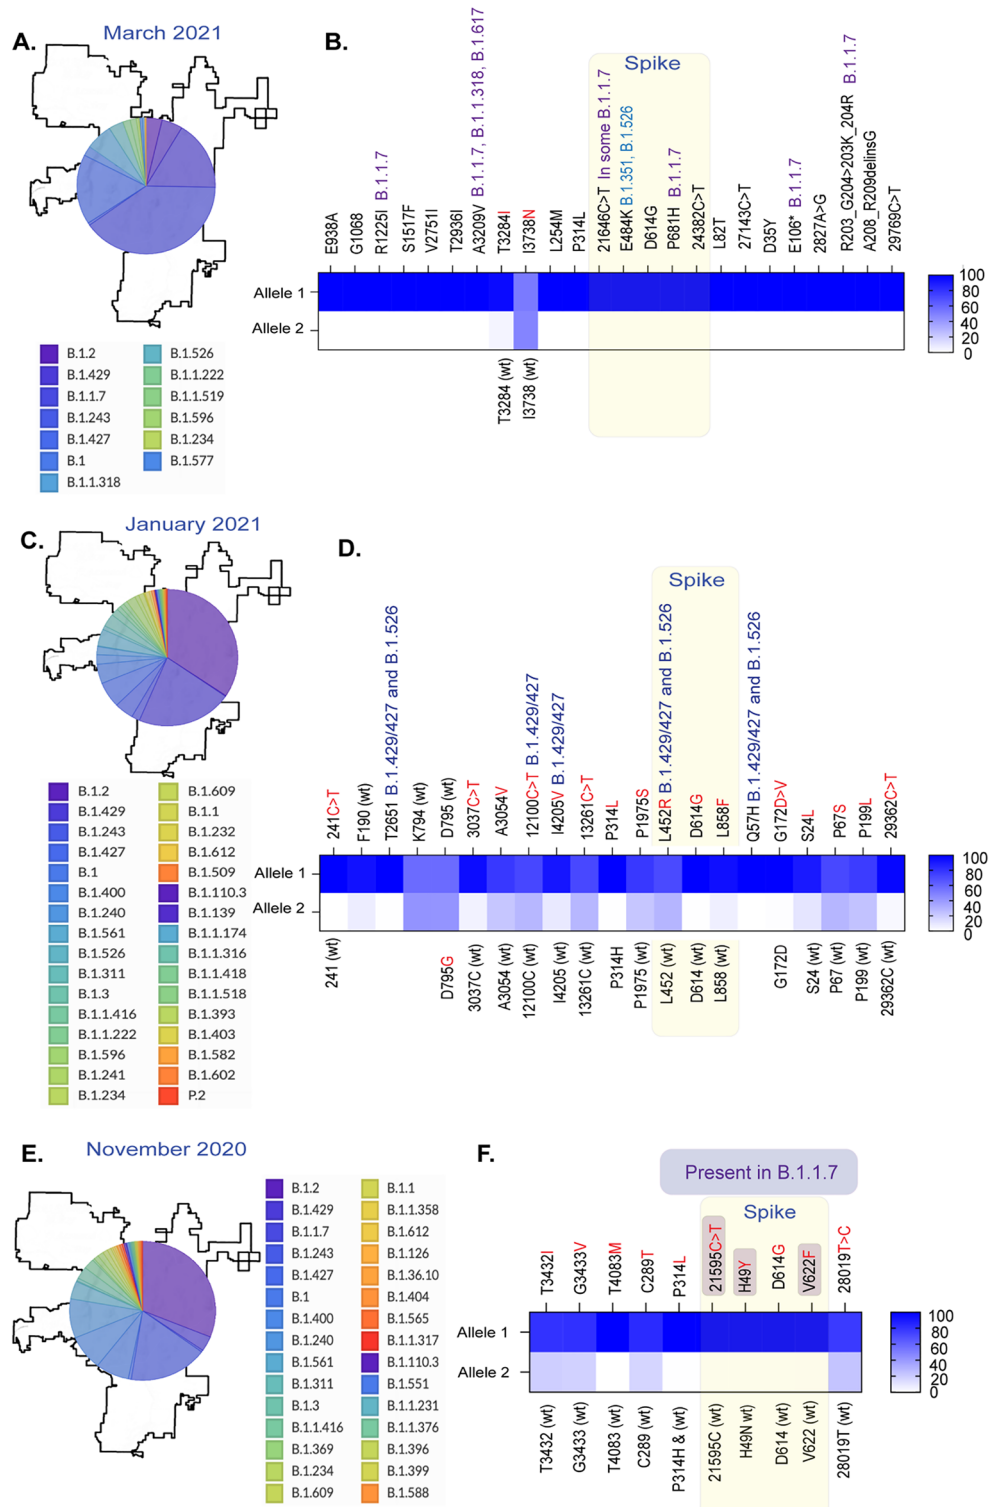 March 2021
A.
B.
Spike
E938A
G1068
R1225I B.1.1.7
S1517F
V2751I
T2936I
A3209V B.1.1.7, B.1.1.318, B.1.617
T3284I
I3738N
L254M
P314L
21646C>T In some B.1.1.7
E484K B.1.351, B.1.526
D614G
P681H B.1.1.7
24382C>T
L82T
27143C>T
D35Y
E106* B.1.1.7
2827A>G
R203_G204>203K_204R B.1.1.7
A208_R209delinsG
29769C>T
Allele 1
Allele 2
100
80
60
40
20
0
T3284 (wt)
I3738 (wt)
B.1.2
B.1.429
B.1.1.7
B.1.243
B.1.427
B.1
B.1.1.318
B.1.526
B.1.1.222
B.1.1.519
B.1.596
B.1.234
B.1.577
January 2021
C.
D.
Spike
241C>T
F190 (wt)
T2651 B.1.429/427 and B.1.526
K794 (wt)
D795 (wt)
3037C>T
A3054V
12100C>T B.1.429/427
I4205V B.1.429/427
13261C>T
P314L
P1975S
L452R B.1.429/427 and B.1.526
D614G
L858F
Q57H B.1.429/427 and B.1.526
G172D>V
S24L
P67S
P199L
29362C>T
Allele 1
Allele 2
100
80
60
40
20
0
241 (wt)
D795G
3037C (wt)
A3054 (wt)
12100C (wt)
I4205 (wt)
13261C (wt)
P314H
P1975 (wt)
L452 (wt)
D614 (wt)
L858 (wt)
G172D
S24 (wt)
P67 (wt)
P199 (wt)
29362C (wt)
B.1.2
B.1.429
B.1.243
B.1.427
B.1
B.1.400
B.1.240
B.1.561
B.1.526
B.1.311
B.1.3
B.1.1.416
B.1.1.222
B.1.596
B.1.241
B.1.234
B.1.609
B.1.1
B.1.232
B.1.612
B.1.509
B.1.110.3
B.1.139
B.1.1.174
B.1.1.316
B.1.1.418
B.1.1.518
B.1.393
B.1.403
B.1.582
B.1.602
P.2
November 2020
E.
F.
B.1.2
B.1.429
B.1.1.7
B.1.243
B.1.427
B.1
B.1.400
B.1.240
B.1.561
B.1.311
B.1.3
B.1.1.416
B.1.369
B.1.234
B.1.609
B.1.1
B.1.1.358
B.1.612
B.1.126
B.1.36.10
B.1.404
B.1.565
B.1.1.317
B.1.110.3
B.1.551
B.1.1.231
B.1.1.376
B.1.396
B.1.399
B.1.588
Present in B.1.1.7
Spike
T3432I
G3433V
T4083M
C289T
P314L
21595C>T
H49Y
D614G
V622F
28019T>C
Allele 1
Allele 2
100
80
60
40
20
0
T3432 (wt)
G3433 (wt)
T4083 (wt)
C289 (wt)
P314H & (wt)
21595C (wt)
H49N wt)
D614 (wt)
V622 (wt)
28019T (wt)